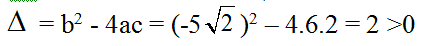 Δ = b² - 4ac = (-5√2 )² – 4.6.2 = 2 >0